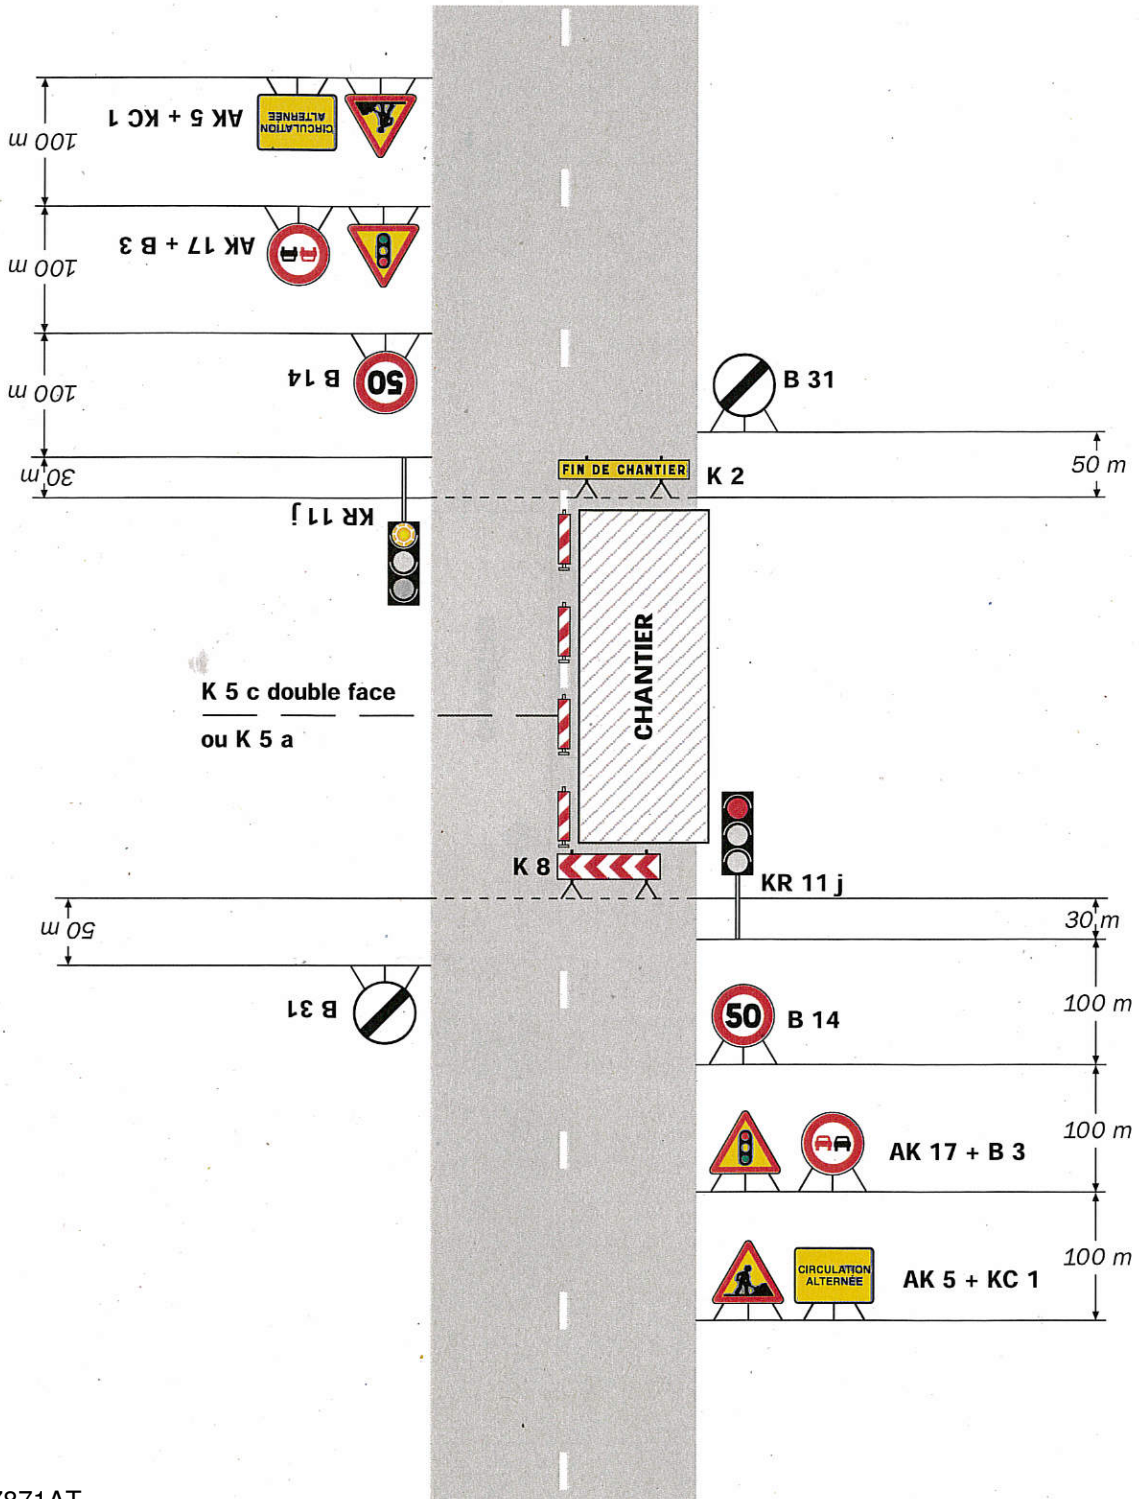 AK 5 + KC 1
CIRCULATION
ALTERNÉE
100 m
AK 17 + B 3
100 m
B 14
50
100 m
B 31
30 m
50 m
FIN DE CHANTIER
K 2
KR 11 j
CHANTIER
K 5 c double face
ou K 5 a
K 8
KR 11 j
50 m
30 m
B 31
50
B 14
100 m
AK 17 + B 3
100 m
CIRCULATION
ALTERNÉE
AK 5 + KC 1
100 m